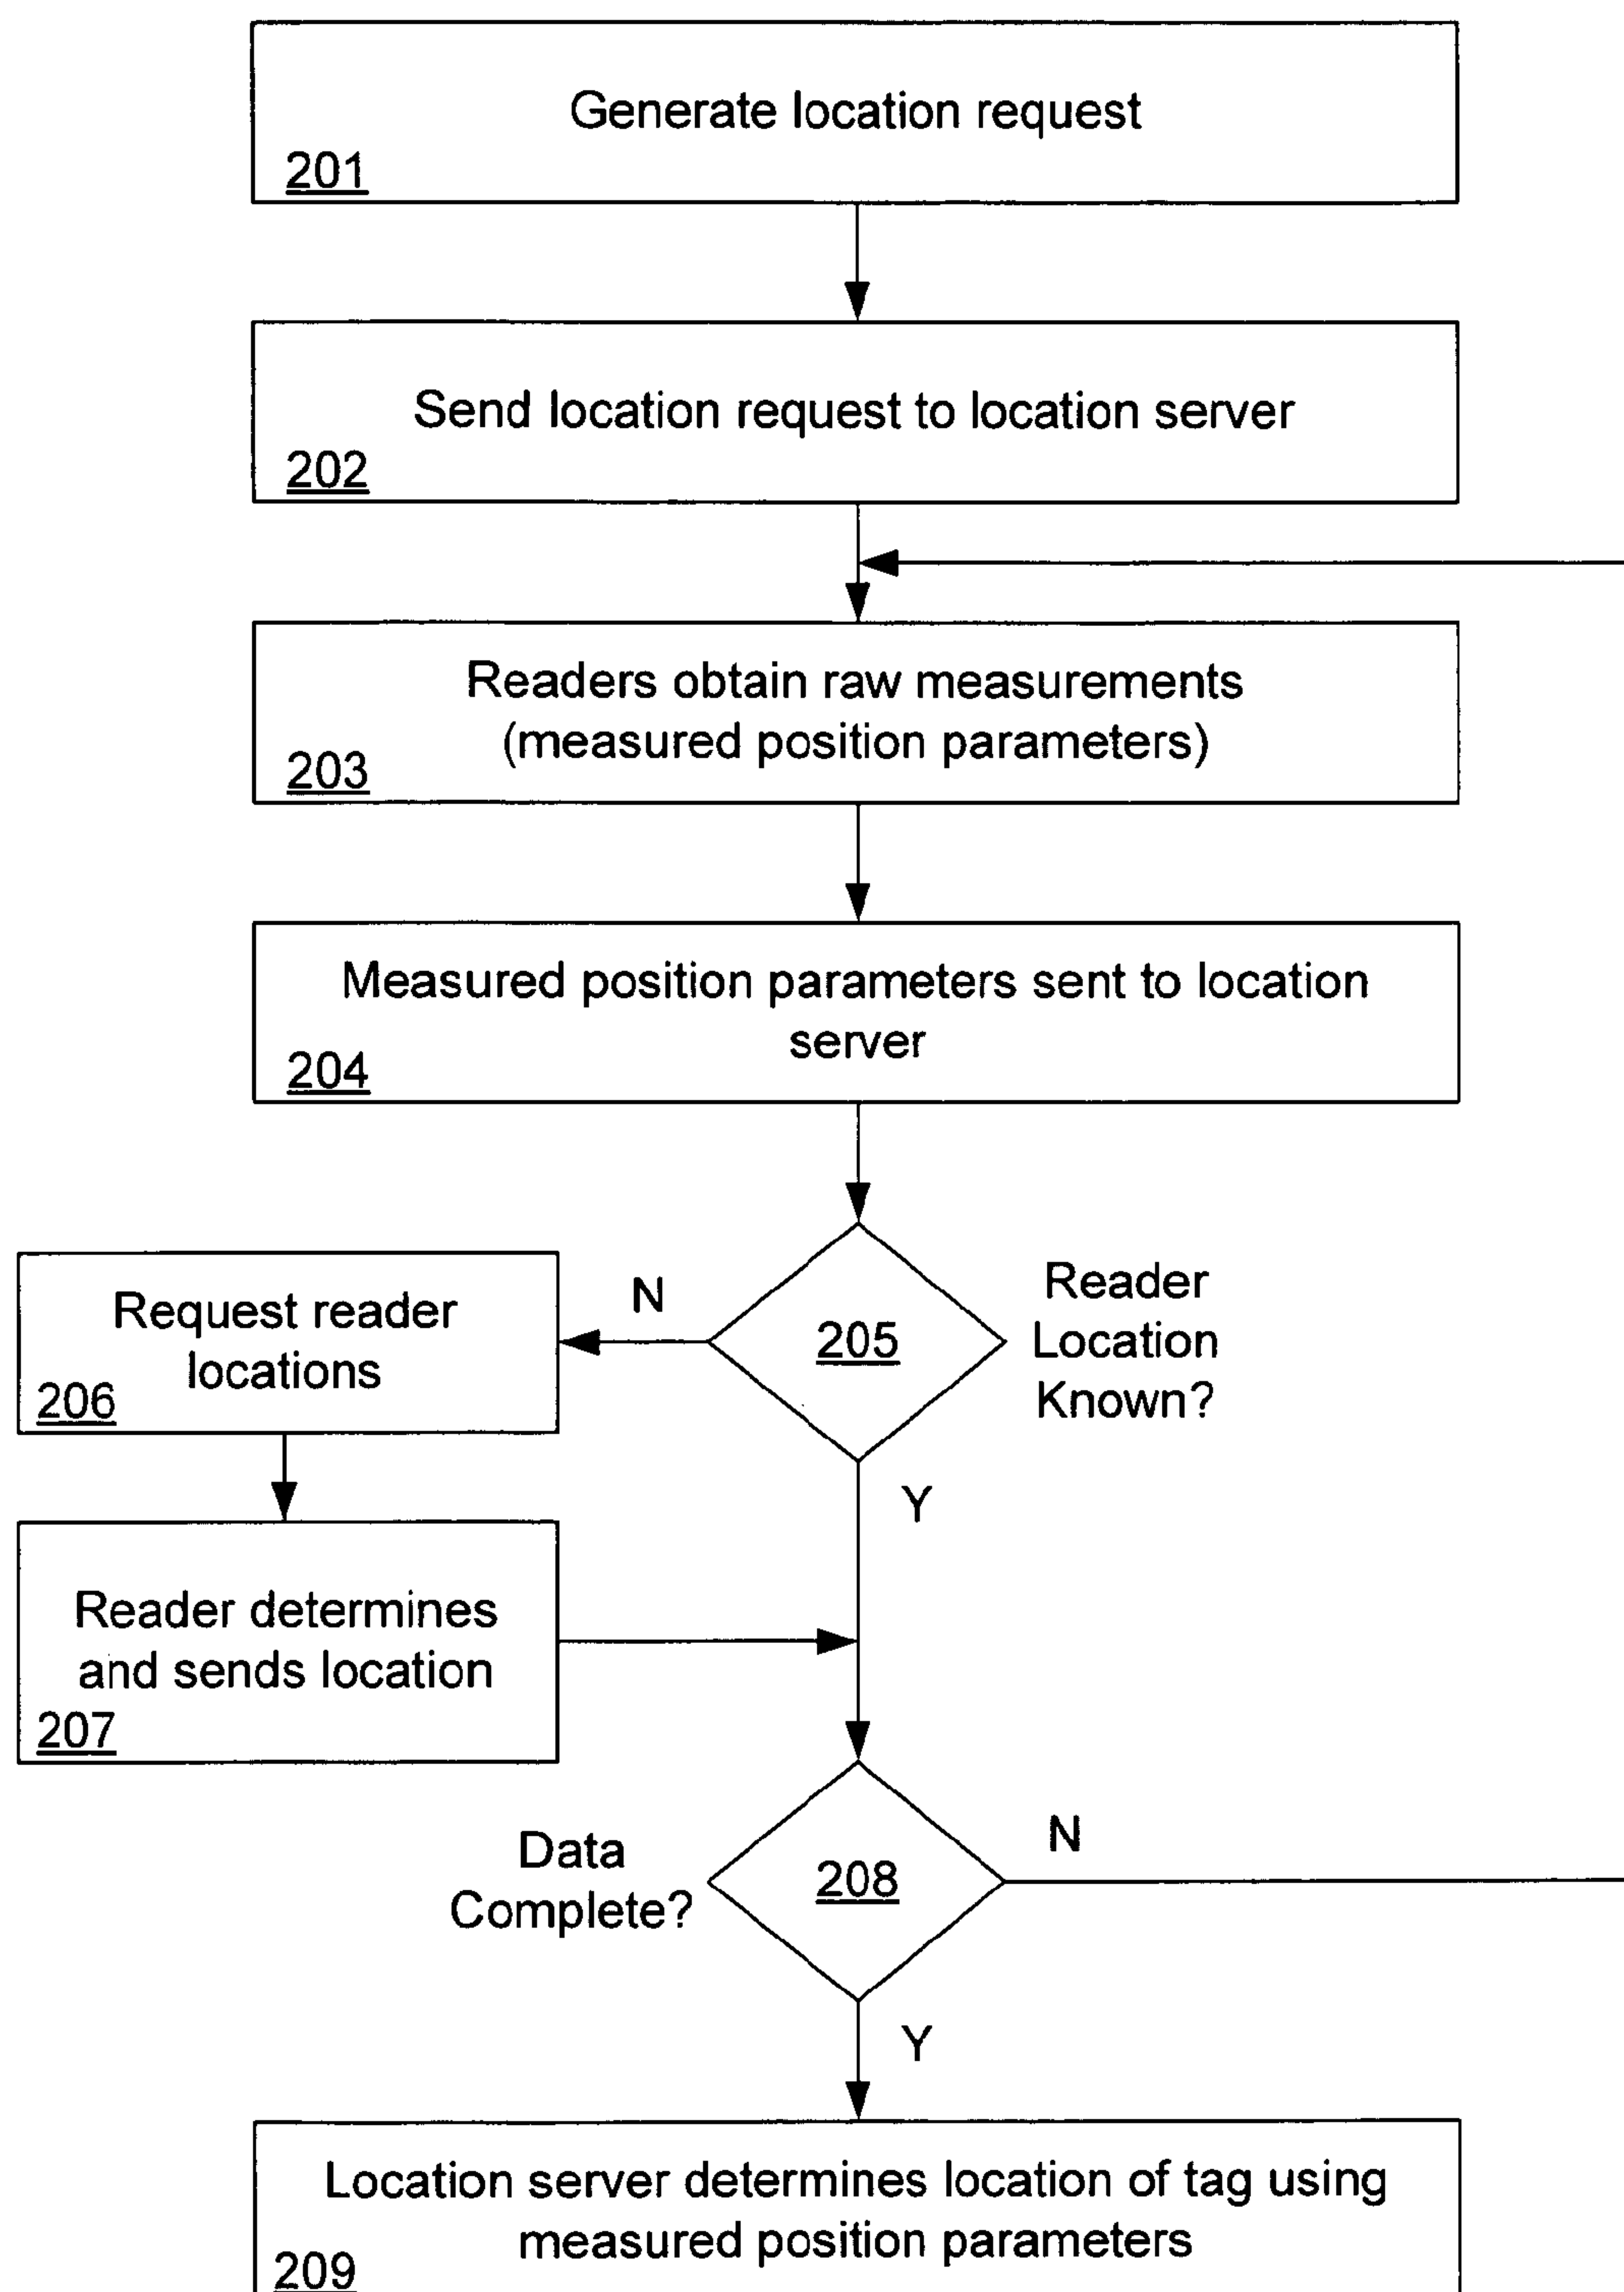 Generate location request
201
Send location request to location server
202
Readers obtain raw measurements
(measured position parameters)
203
Measured position parameters sent to location
server
204
Reader
Location
Known?
205
N
Y
Request reader
locations
206
Reader determines
and sends location
207
Data
Complete?
208
N
Y
Location server determines location of tag using
measured position parameters
209